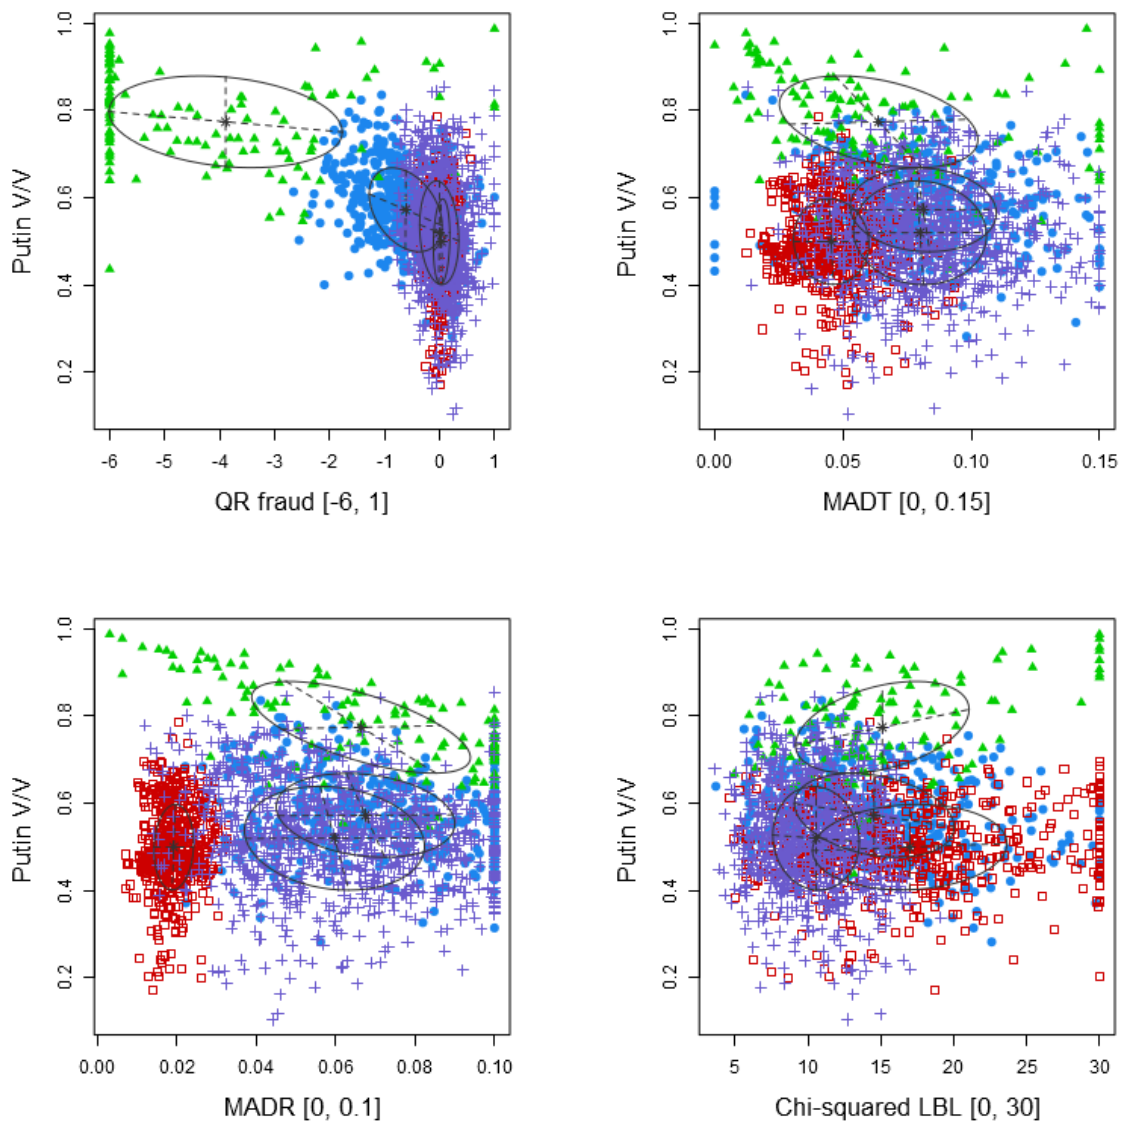 1.0
0.8
0.6
0.4
0.2
Putin V/V
-6 -5 -4 -3 -2 -1 0 1
QR fraud [-6, 1]
1.0
0.8
0.6
0.4
0.2
Putin V/V
0.00 0.05 0.10 0.15
MADT [0, 0.15]
1.0
0.8
0.6
0.4
0.2
Putin V/V
0.00 0.02 0.04 0.06 0.08 0.10
MADR [0, 0.1]
1.0
0.8
0.6
0.4
0.2
Putin V/V
5 10 15 20 25 30
Chi-squared LBL [0, 30]